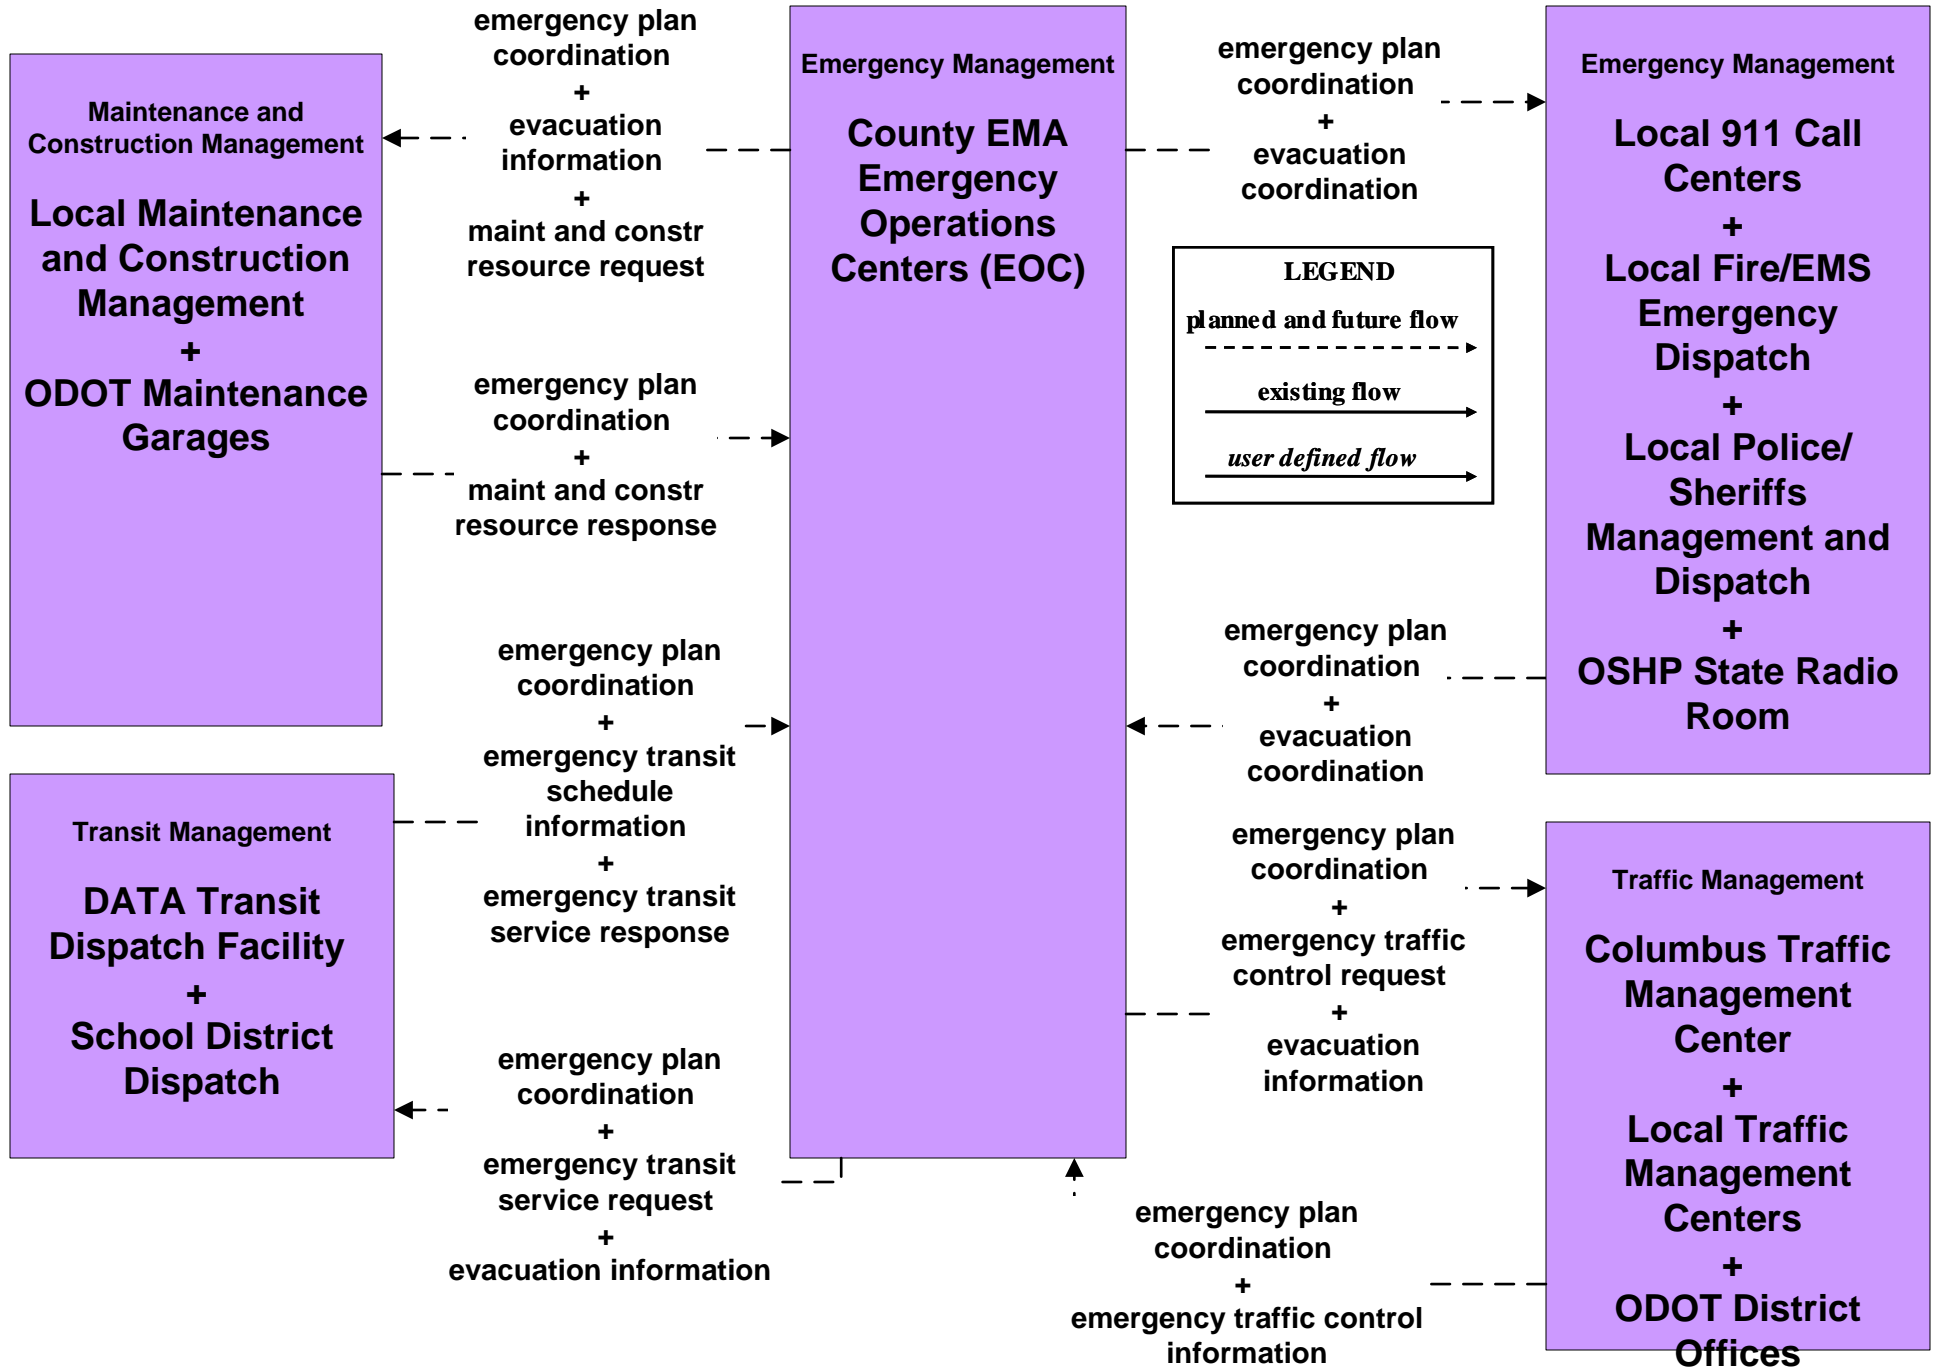 Maintenance and
Construction Management
Local Maintenance
and Construction
Management
+
ODOT Maintenance
Garages
emergency plan
coordination
+
evacuation
information
+
maint and constr
resource request
emergency plan
coordination
+
maint and constr
resource response
Emergency Management
County EMA
Emergency
Operations
Centers (EOC)
emergency plan
coordination
+
evacuation
coordination
LEGEND
planned and future flow
existing flow
user defined flow
Emergency Management
Local 911 Call
Centers
+
Local Fire/EMS
Emergency
Dispatch
+
Local Police/
Sheriffs
Management and
Dispatch
+
OSHP State Radio
Room
emergency plan
coordination
+
evacuation
coordination
Transit Management
DATA Transit
Dispatch Facility
+
School District
Dispatch
emergency plan
coordination
+
emergency transit
schedule
information
+
emergency transit
service response
emergency plan
coordination
+
emergency transit
service request
+
evacuation information
emergency plan
coordination
+
emergency traffic
control request
+
evacuation
information
emergency plan
coordination
+
emergency traffic control
information
Traffic Management
Columbus Traffic
Management
Center
+
Local Traffic
Management
Centers
+
ODOT District
Offices